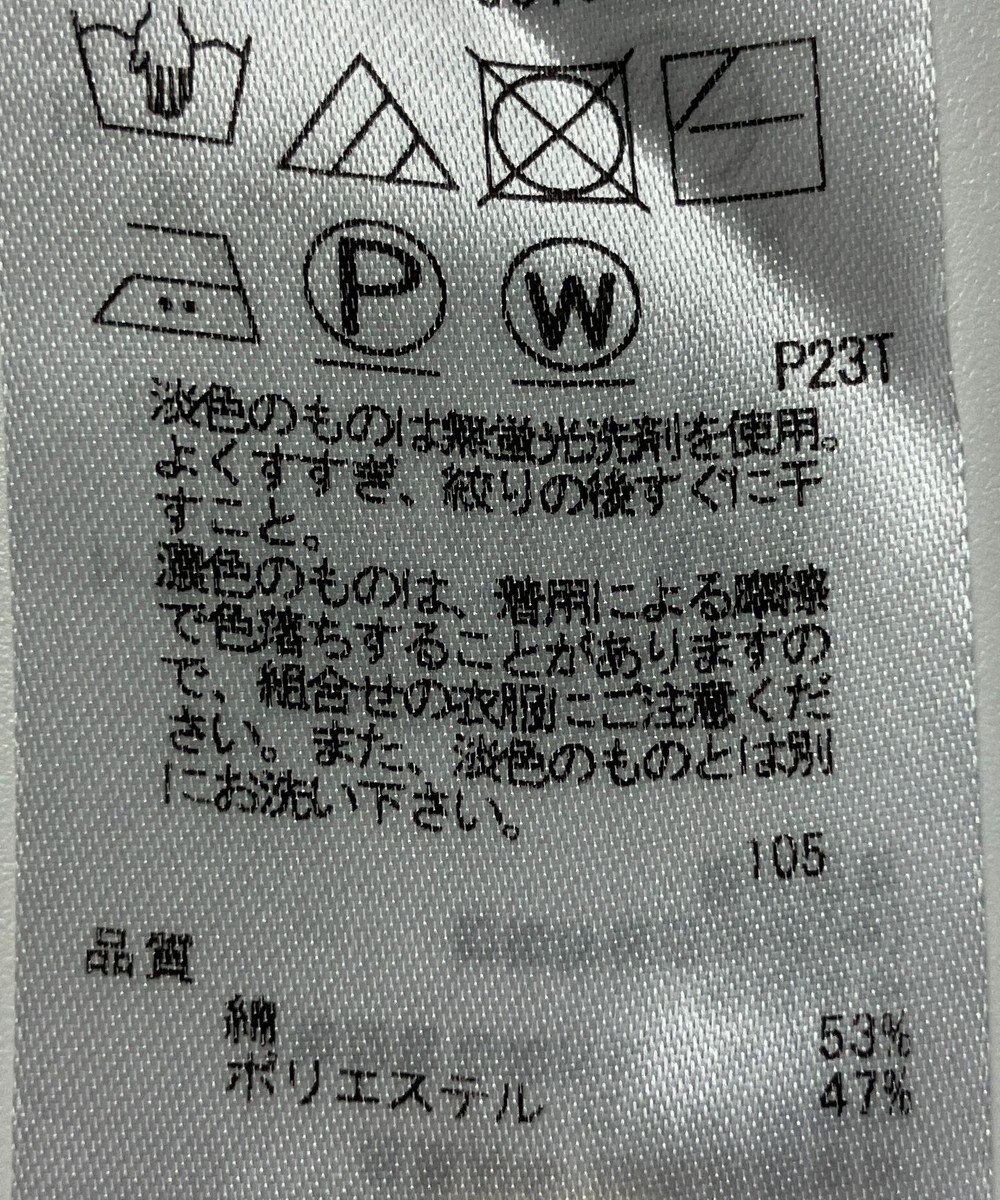 P
W
P23T
淡色のものは無蛍光洗剤を使用。
よくすすぎ、絞りの後すぐに干
すこと。
濃色のものは、着用による摩擦
で色落ちすることがありますの
で、組合せの衣服にご注意くだ
さい。また、淡色のものとは別
にお洗い下さい。
105
品質
綿 53%
ポリエステル 47%